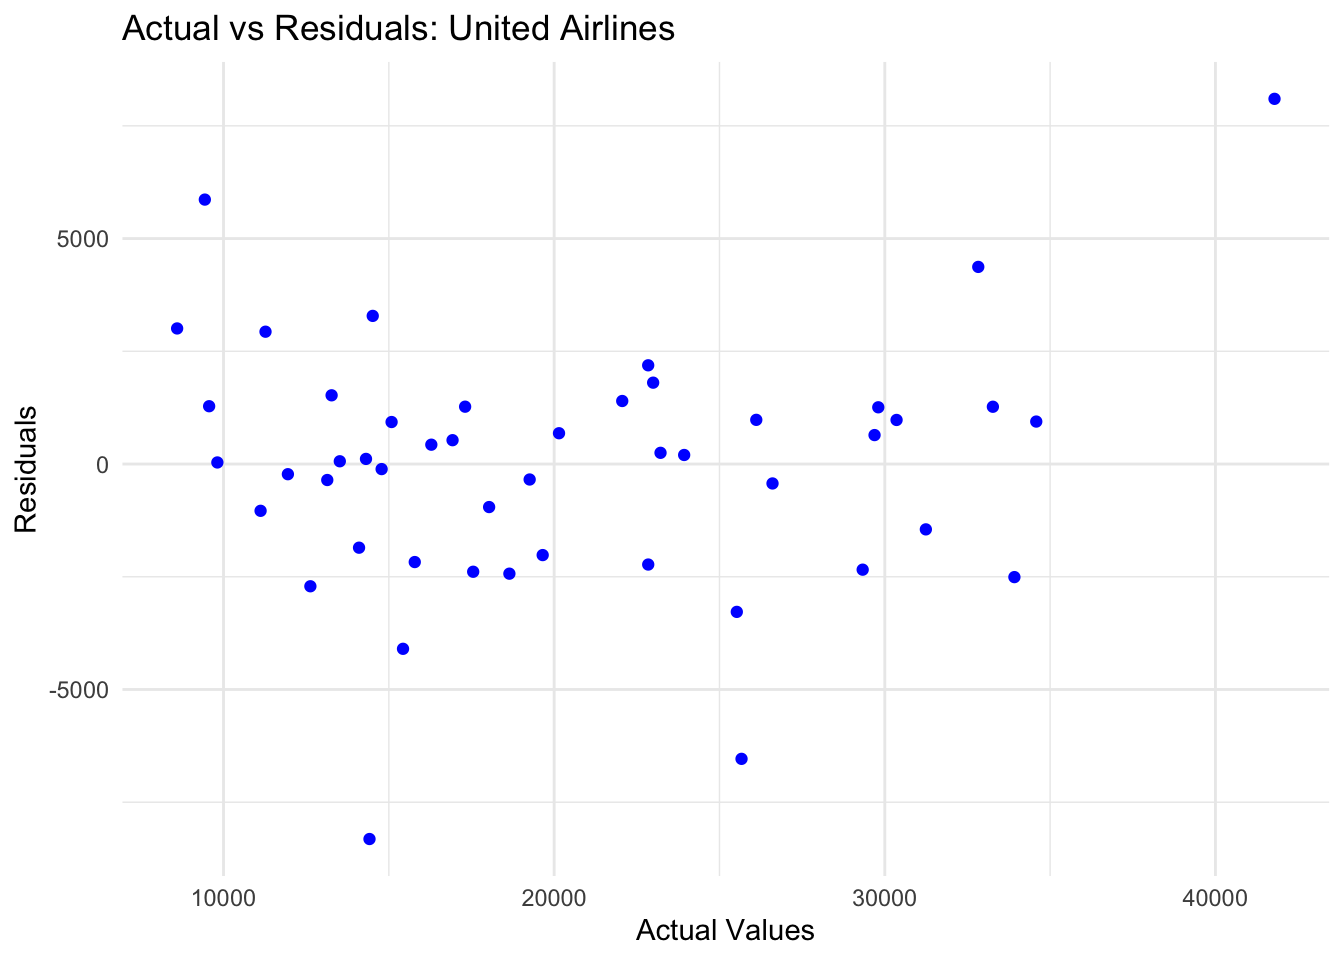 Actual vs Residuals: United Airlines
Residuals
5000
0
-5000
10000 20000 30000 40000
Actual Values